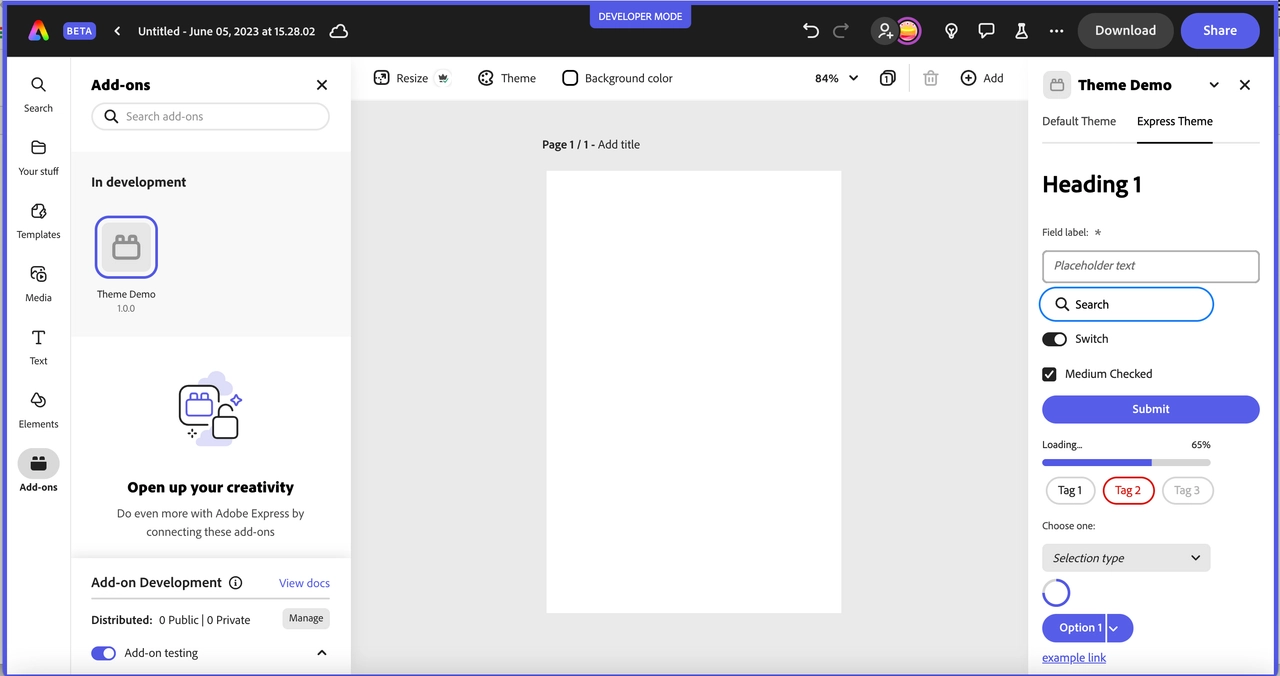 DEVELOPER MODE
BETA
Untitled - June 05, 2023 at 15.28.02
Download
Share
Search
Your stuff
Templates
Media
Text
Elements
Add-ons
Add-ons
Search add-ons
In development
Theme Demo
1.0.0
Open up your creativity
Do even more with Adobe Express by
connecting these add-ons
Add-on Development
View docs
Distributed: 0 Public | 0 Private
Manage
Add-on testing
Resize
Theme
Background color
84%
1
Add
Page 1 / 1 - Add title
Theme Demo
Default Theme
Express Theme
Heading 1
Field label: *
Placeholder text
Search
Switch
Medium Checked
Submit
Loading...
65%
Tag 1
Tag 2
Tag 3
Choose one:
Selection type
Option 1
example link